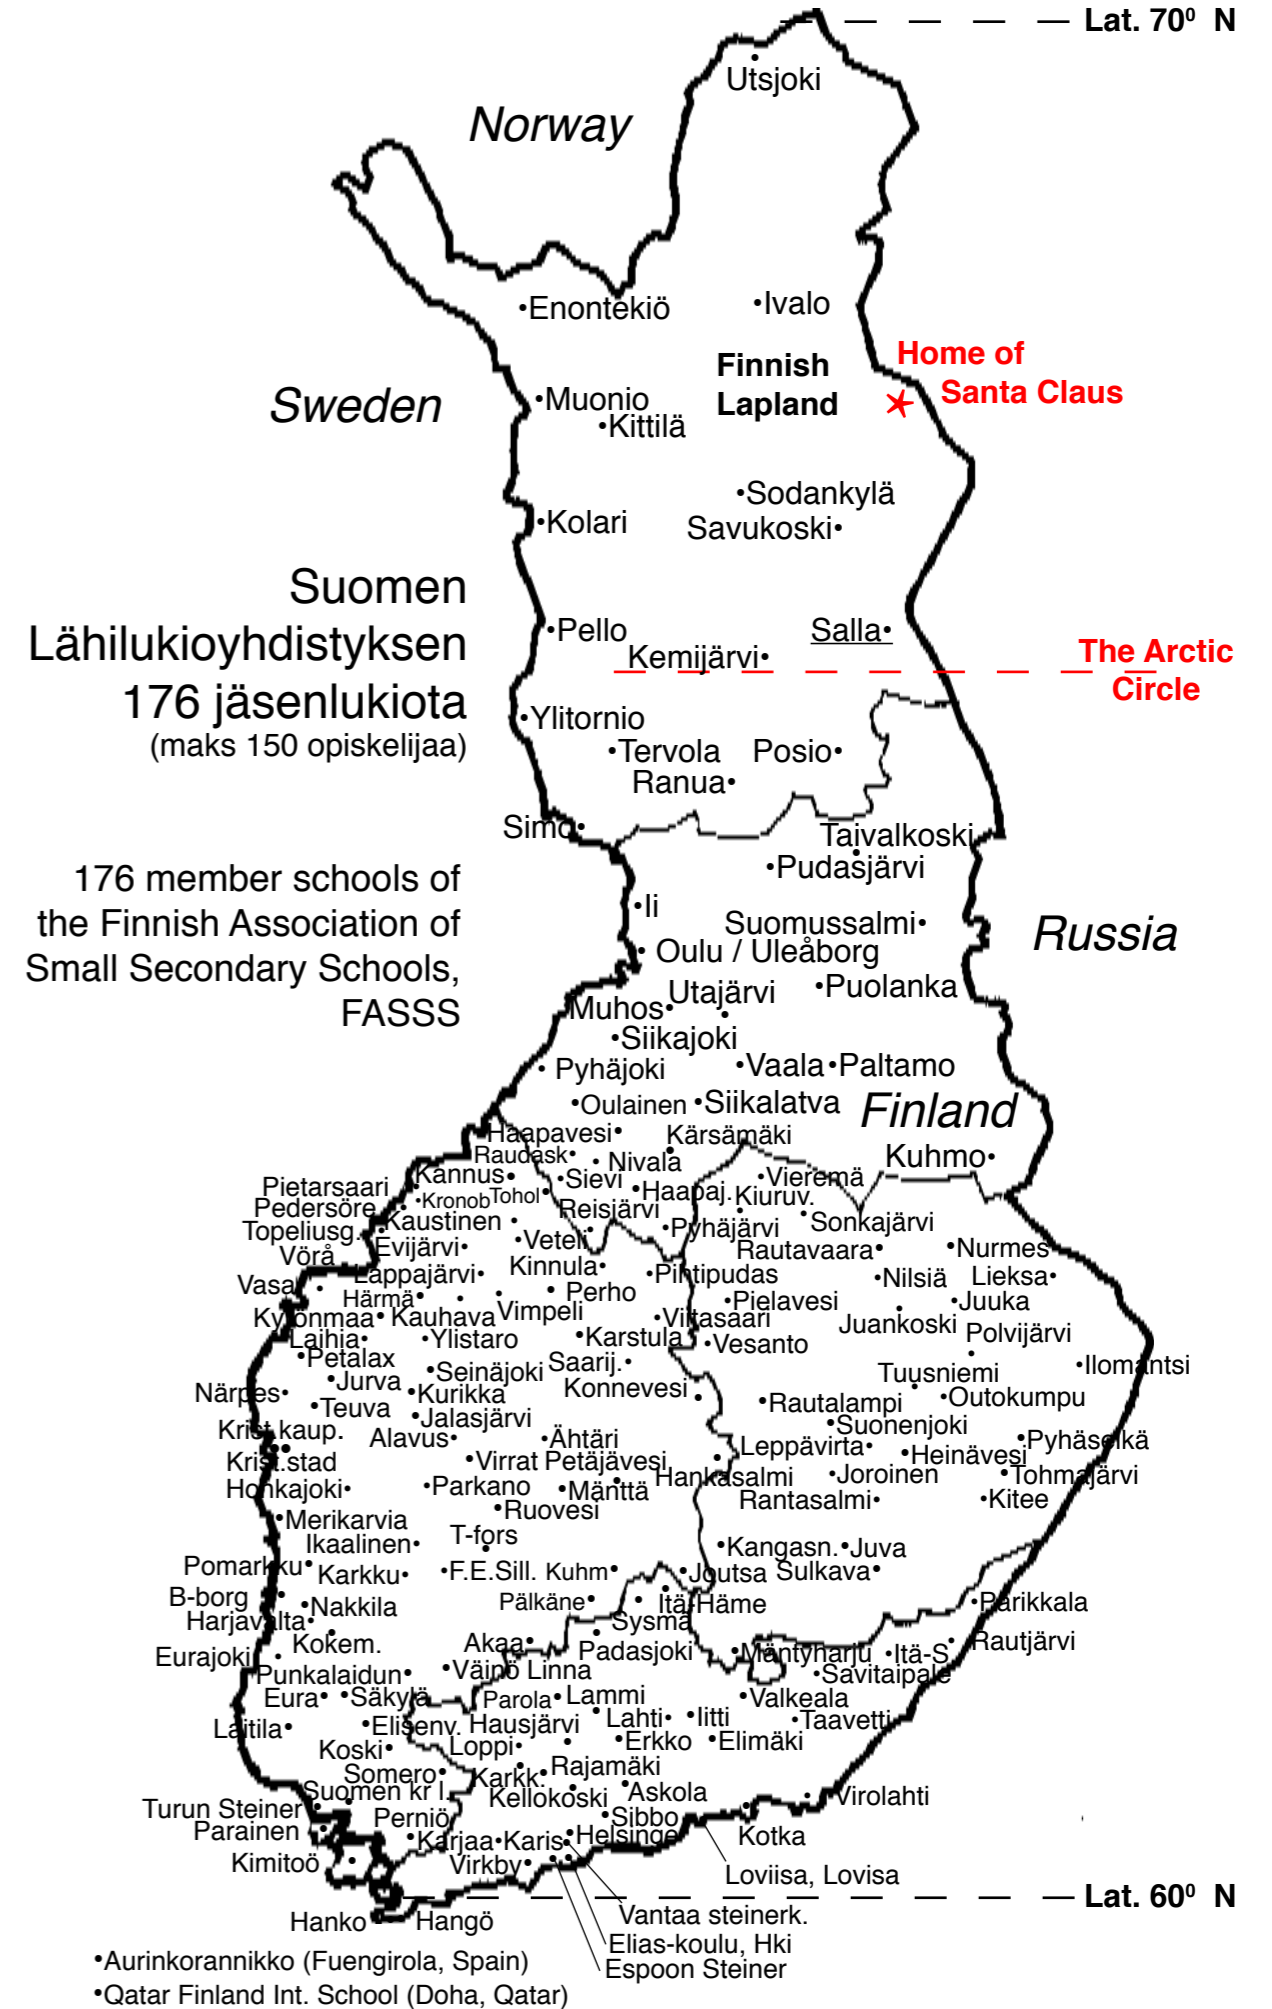 Lat. 70⁰ N
Utsjoki
Norway
Enontekiö
Ivalo
Finnish
Lapland
Home of
Santa Claus
Sweden
Muonio
Kittilä
Sodankylä
Savukoski
Kolari
Suomen
Lähilukioyhdistyksen
176 jäsenlukiota
(maks 150 opiskelijaa)
Pello
Salla
Kemijärvi
The Arctic
Circle
Ylitornio
Tervola
Posio
Ranua
Simo
Taivalkoski
Pudasjärvi
176 member schools of
the Finnish Association of
Small Secondary Schools,
FASSS
Ii
Suomussalmi
Oulu / Uleåborg
Russia
Utajärvi
Puolanka
Muhos
Siikajoki
Pyhäjoki
Vaala
Paltamo
Oulainen
Siikalatva
Finland
Haapavesi
Kärsämäki
Raudask
Nivala
Kuhmo
Kannus
Sievi
Vieremä
Pietarsaari
Kronob
Tohol
Haapaj.
Kiuruv.
Pedersöre
Reisjärvi
Kaustinen
Sonkajärvi
Topeliusg.
Pyhäjärvi
Veteli
Evijärvi
Rautavaara
Nurmes
Vörå
Kinnula
Lappajärvi
Pihtipudas
Nilsiä
Lieksa
Vasa
Härmä
Perho
Vimpeli
Pielavesi
Juuka
Kyrönmaa
Kauhava
Viitasaari
Juankoski
Laihia
Ylistaro
Karstula
Vesanto
Polvijärvi
Petalax
Seinäjoki
Saarij.
Ilomantsi
Jurva
Konnevesi
Tuusniemi
Närpes
Kurikka
Rautalampi
Outokumpu
Teuva
Jalasjärvi
Suonenjoki
Krist.kaup.
Alavus
Ähtäri
Leppävirta
Heinävesi
Pyhäselkä
Krist.stad
Virrat
Petäjävesi
Hankasalmi
Joroinen
Tohmajärvi
Honkajoki
Parkano
Mänttä
Rantasalmi
Kitee
Ruovesi
Merikarvia
T-fors
Ikaalinen
Kangasn.
Juva
Pomarkku
Karkku
F.E.Sill.
Kuhm
Joutsa
Sulkava
B-borg
Nakkila
Pälkäne
Itä-Häme
Parikkala
Harjavalta
Sysmä
Kokem.
Akaa
Padasjoki
Mäntyharju
Itä-S
Rautjärvi
Eurajoki
Punkalaidun
Väinö Linna
Savitaipale
Eura
Säkylä
Parola
Lammi
Valkeala
Laitila
Elisenv.
Hausjärvi
Lahti
Iitti
Taavetti
Koski
Loppi
Erkko
Elimäki
Somero
Karkk.
Rajamäki
Suomen kr l.
Kellokoski
Askola
Virolahti
Turun Steiner
Perniö
Sibbo
Parainen
Karjaa
Karis
Helsinge
Kotka
Kimitoö
Virkby
Loviisa, Lovisa
Lat. 60⁰ N
Hanko
Hangö
Vantaa steinerk.
Elias-koulu, Hki
Espoon Steiner
Aurinkorannikko (Fuengirola, Spain)
Qatar Finland Int. School (Doha, Qatar)